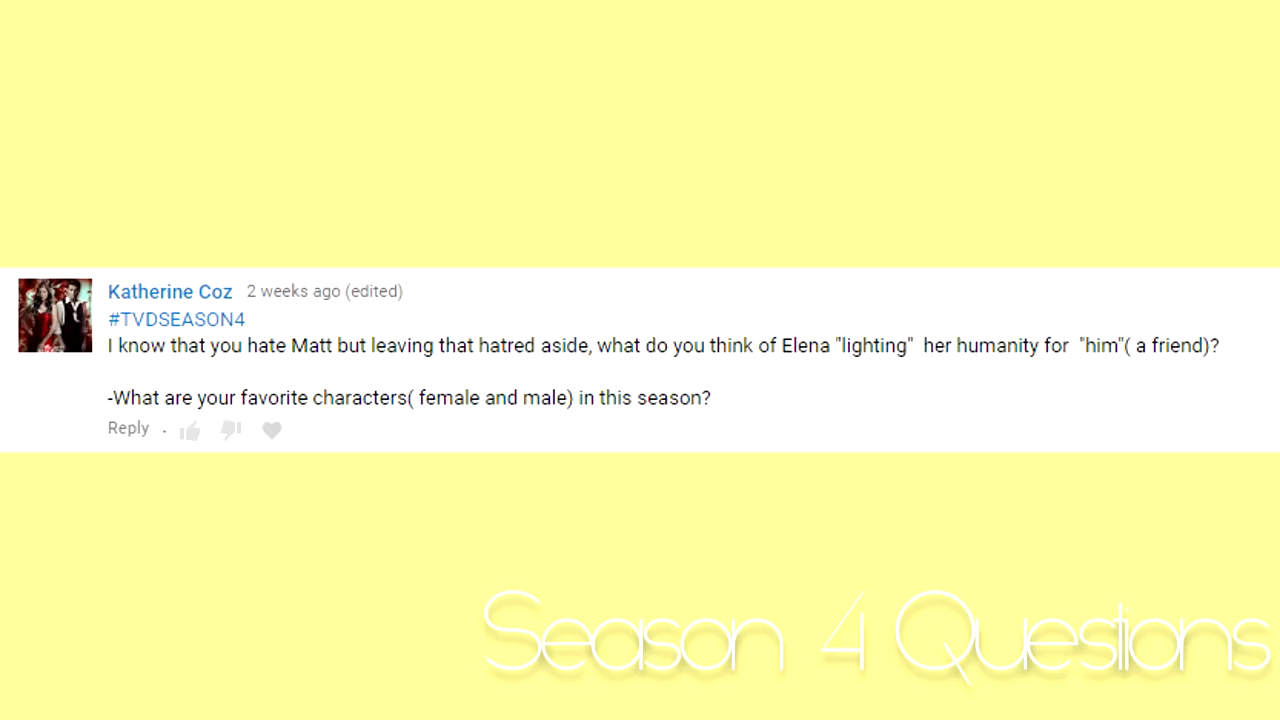 Katherine Coz 2 weeks ago (edited)
#TVDSEASON4
I know that you hate Matt but leaving that hatred aside, what do you think of Elena "lighting"  her humanity for  "him"( a friend)?
-What are your favorite characters( female and male) in this season?
Reply .
Season 4 Questions